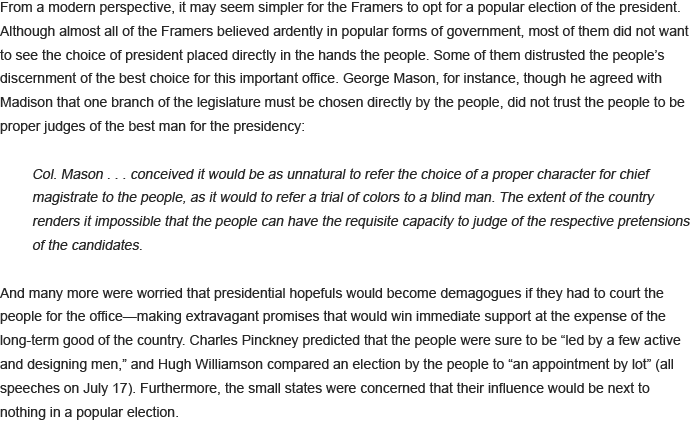 From a modern perspective, it may seem simpler for the Framers to opt for a popular election of the president.
Although almost all of the Framers believed ardently in popular forms of government, most of them did not want
to see the choice of president placed directly in the hands the people. Some of them distrusted the people’s
discernment of the best choice for this important office. George Mason, for instance, though he agreed with
Madison that one branch of the legislature must be chosen directly by the people, did not trust the people to be
proper judges of the best man for the presidency:
Col. Mason . . . conceived it would be as unnatural to refer the choice of a proper character for chief
magistrate to the people, as it would to refer a trial of colors to a blind man. The extent of the country
renders it impossible that the people can have the requisite capacity to judge of the respective pretensions
of the candidates.
And many more were worried that presidential hopefuls would become demagogues if they had to court the
people for the office—making extravagant promises that would win immediate support at the expense of the
long-term good of the country. Charles Pinckney predicted that the people were sure to be “led by a few active
and designing men,” and Hugh Williamson compared an election by the people to “an appointment by lot” (all
speeches on July 17). Furthermore, the small states were concerned that their influence would be next to
nothing in a popular election.